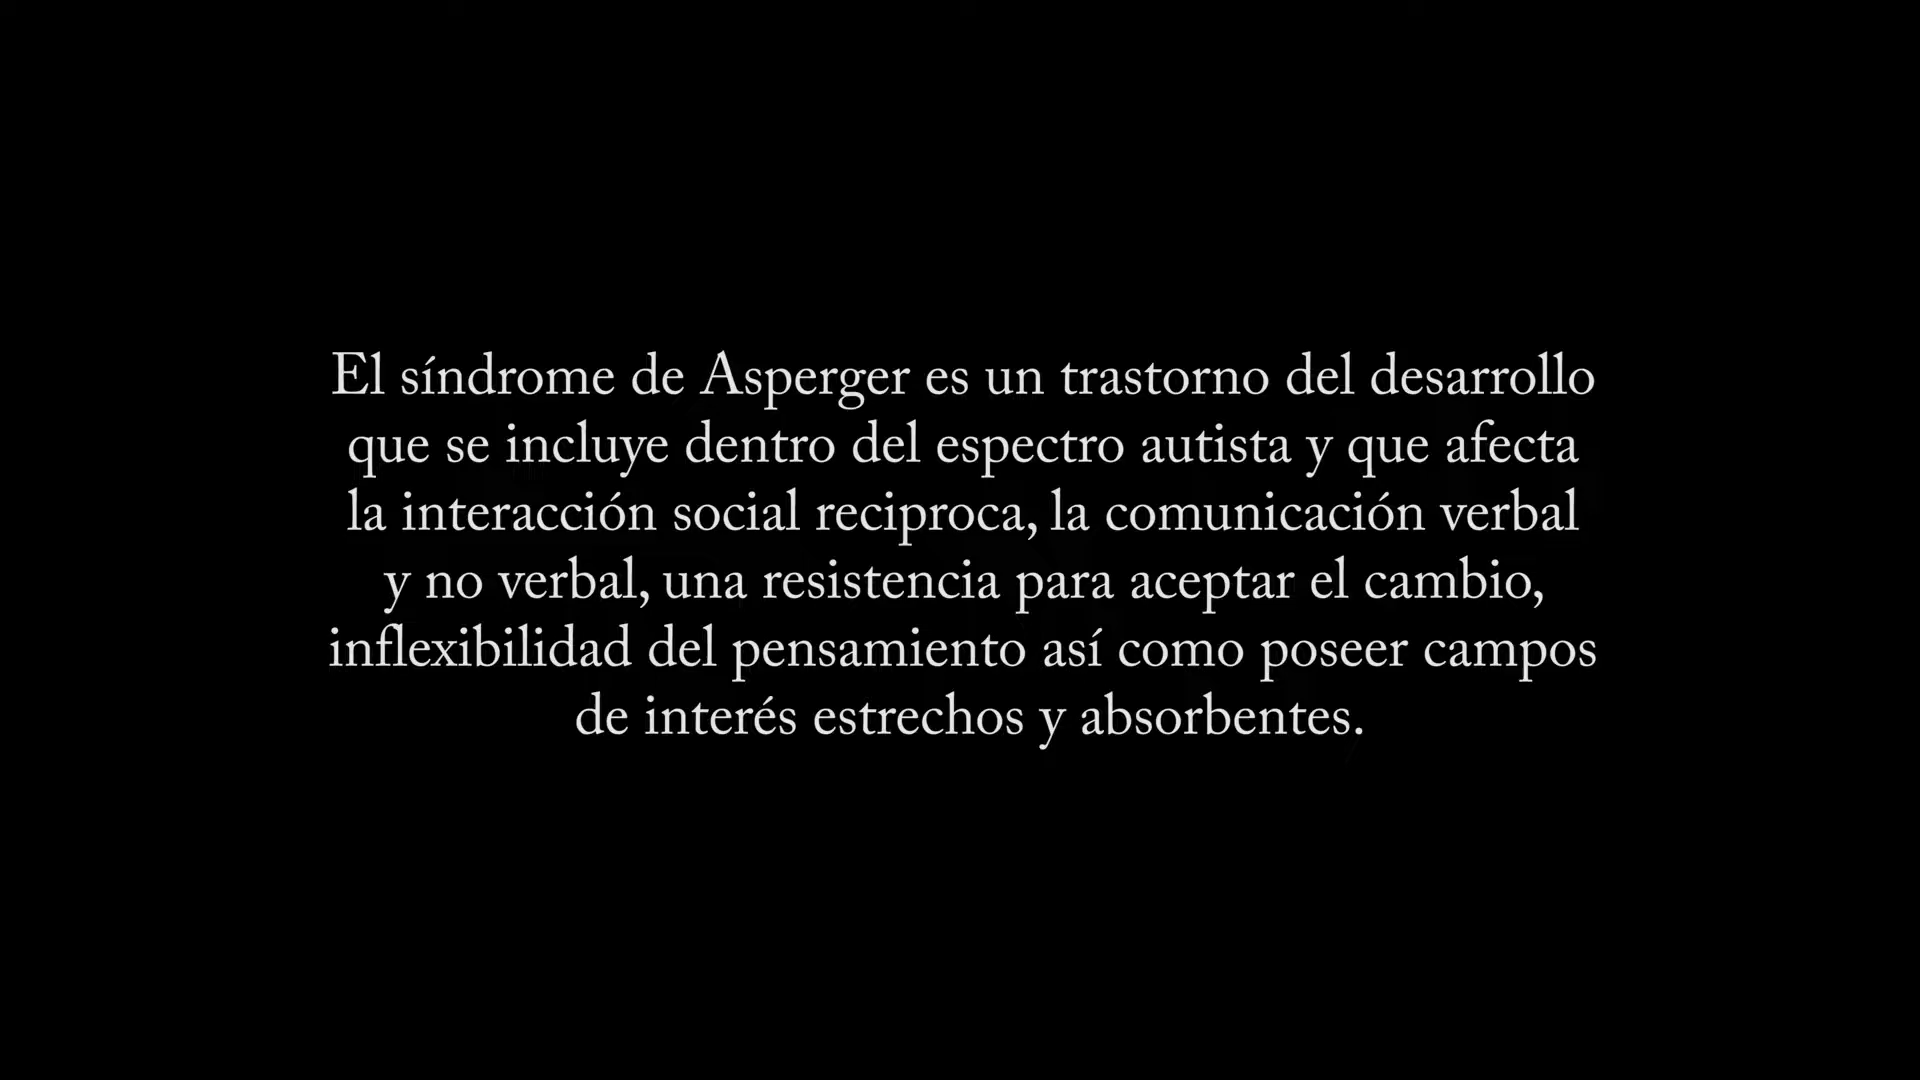 El síndrome de Asperger es un trastorno del desarrollo
que se incluye dentro del espectro autista y que afecta
la interacción social reciproca, la comunicación verbal
y no verbal, una resistencia para aceptar el cambio,
inflexibilidad del pensamiento así como poseer campos
de interés estrechos y absorbentes.